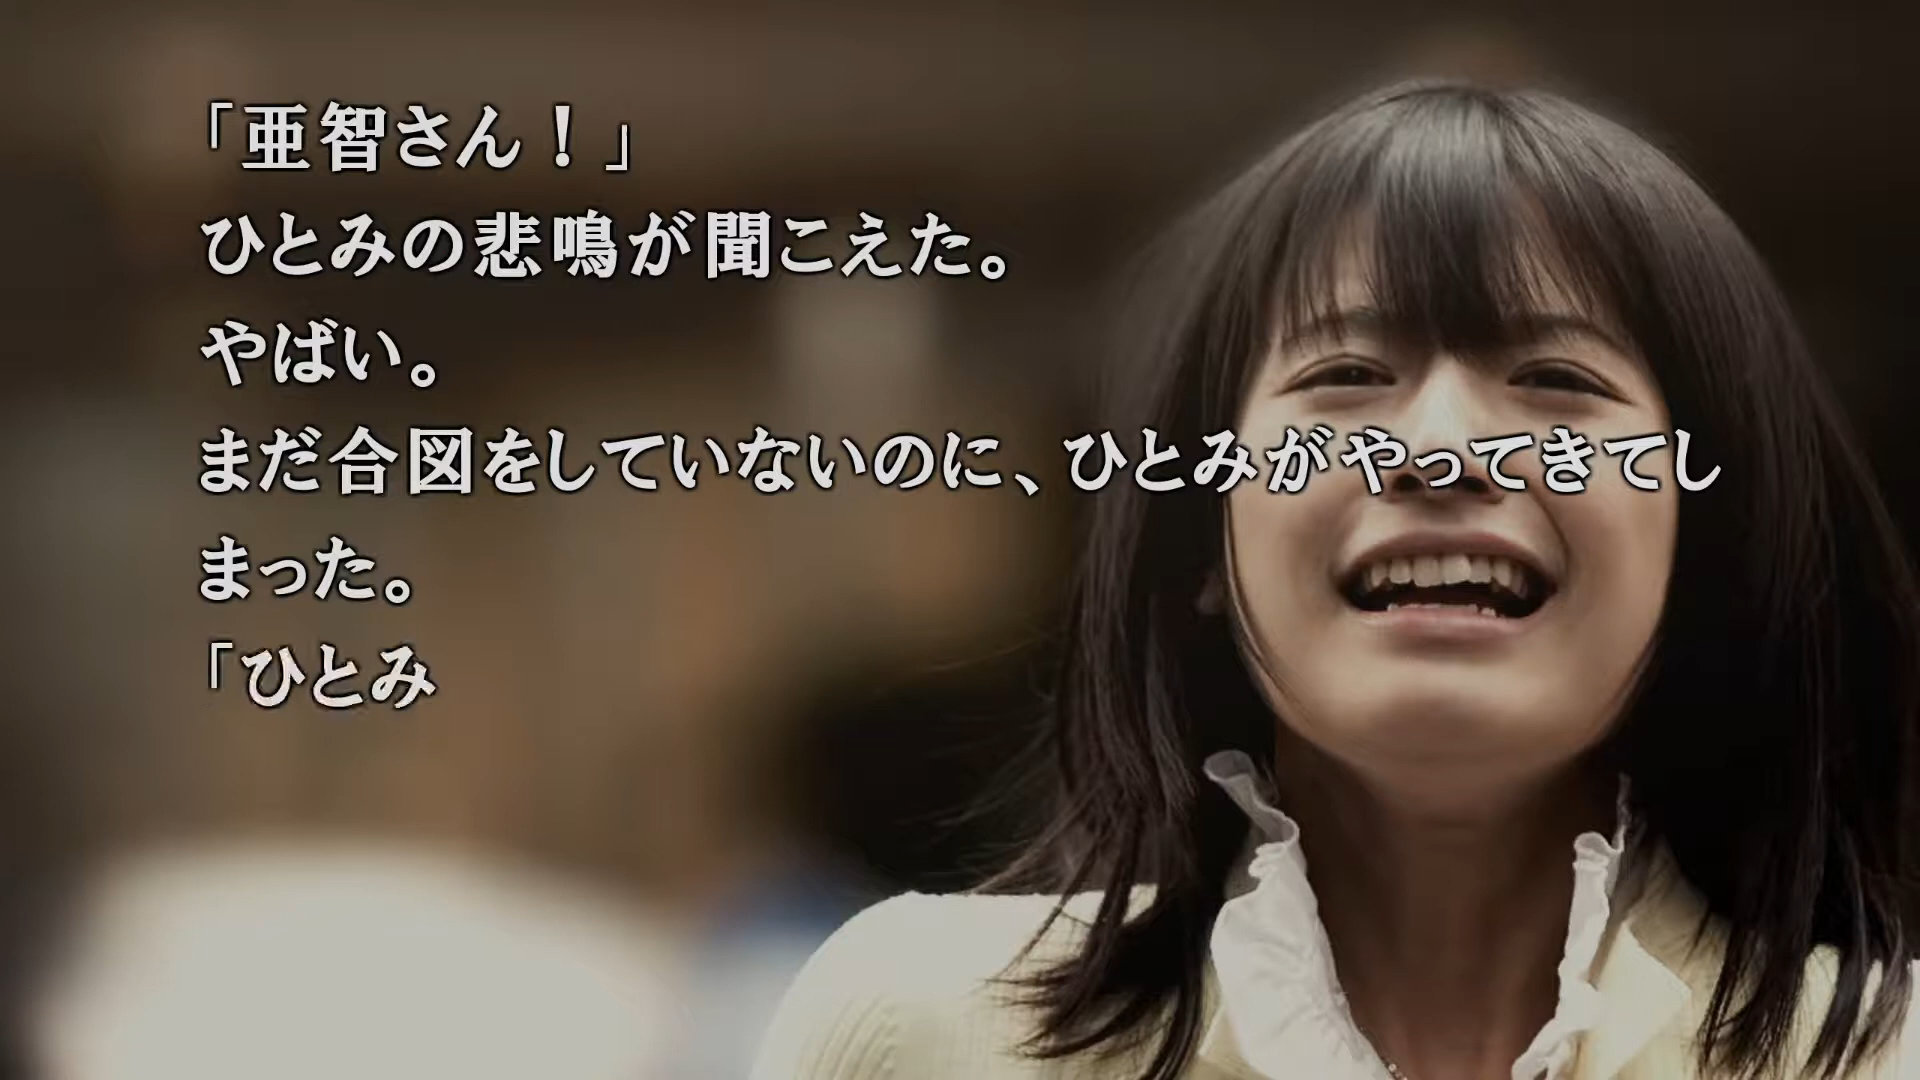 「亜智さん！」
ひとみの悲鳴が聞こえた。
やばい。
まだ合図をしていないのに、ひとみがやってきてし
まった。
「ひとみ